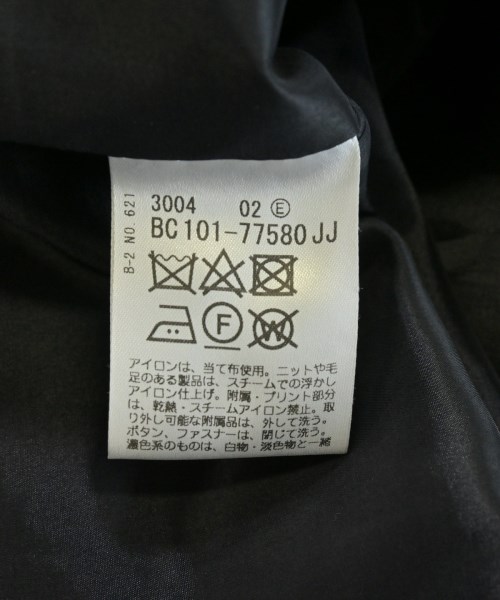 B-2 NO.621
3004 02 Ⓔ
BC101-77580JJ
F
W
アイロンは、当て布使用。ニットや毛
足のある製品は、スチームでの浮かし
アイロン仕上げ。附属・プリント部分
は、乾熱・スチームアイロン禁止。取
り外し可能な附属品は、外して洗う。
ボタン、ファスナーは、閉じて洗う。
濃色系のものは、白物・淡色物と一緒